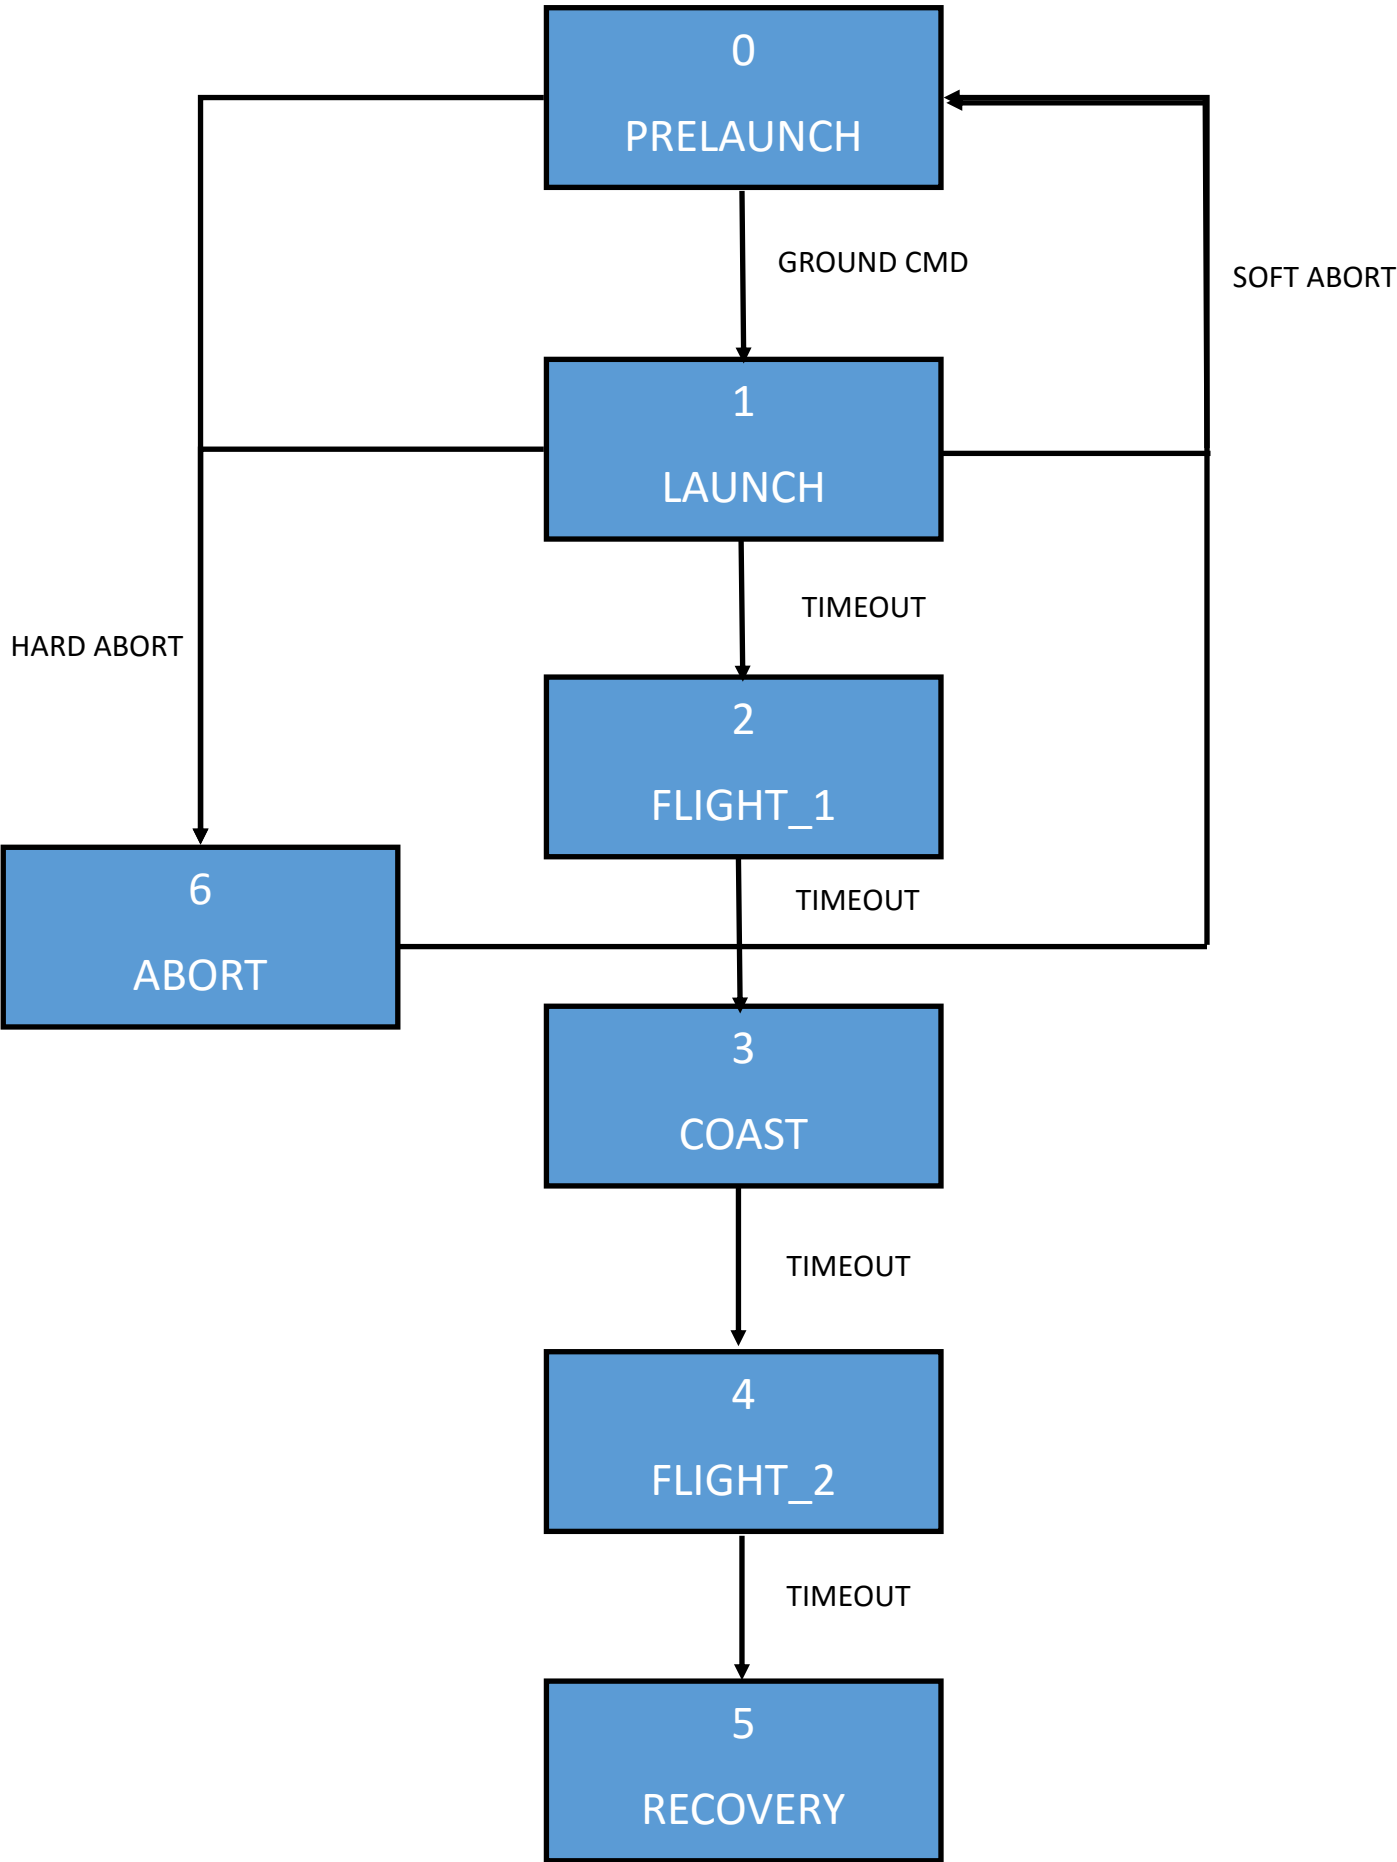 0
PRELAUNCH
GROUND CMD
SOFT ABORT
1
LAUNCH
TIMEOUT
HARD ABORT
2
FLIGHT_1
TIMEOUT
6
ABORT
3
COAST
TIMEOUT
4
FLIGHT_2
TIMEOUT
5
RECOVERY